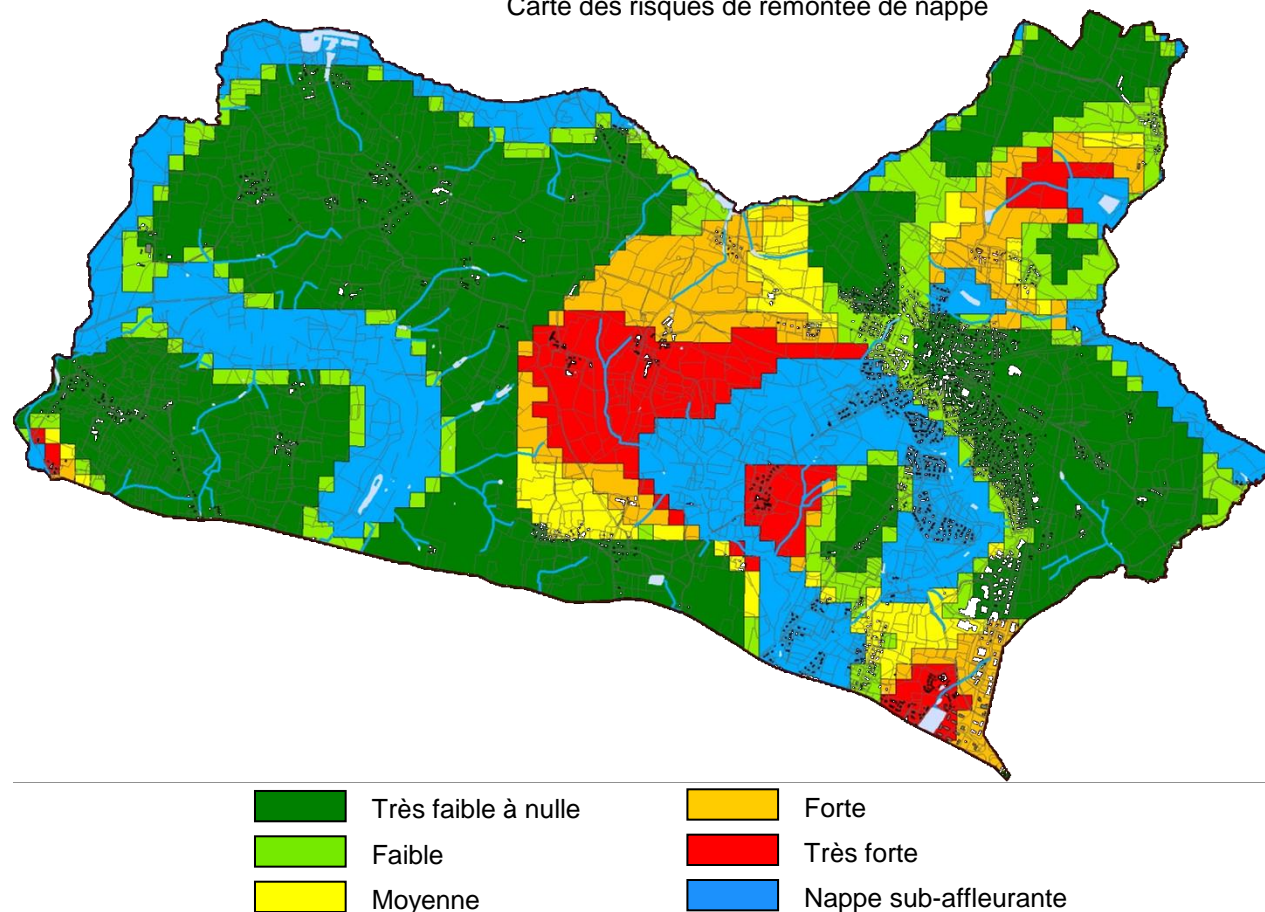 Carte des risques de remontée de nappe
Très faible à nulle
Forte
Faible
Très forte
Moyenne
Nappe sub-affleurante